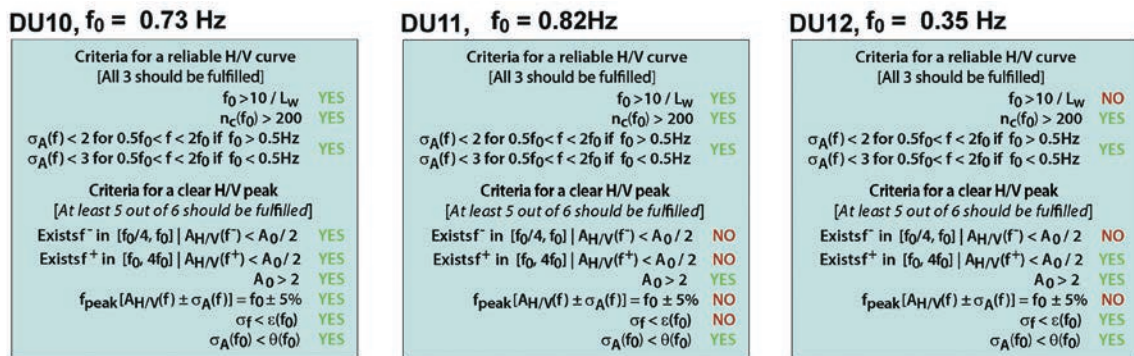 DU10, f₀ = 0.73 Hz
Criteria for a reliable H/V curve
[All 3 should be fulfilled]
f₀ > 10 / L_W YES
n_c(f₀) > 200 YES
σ_A(f) < 2 for 0.5f₀< f < 2f₀ if f₀ > 0.5Hz
σ_A(f) < 3 for 0.5f₀< f < 2f₀ if f₀ < 0.5Hz YES
Criteria for a clear H/V peak
[At least 5 out of 6 should be fulfilled]
Existsf⁻ in [f₀/4, f₀] | A_H/V(f⁻) < A₀ / 2 YES
Existsf⁺ in [f₀, 4f₀] | A_H/V(f⁺) < A₀ / 2 YES
A₀ > 2 YES
f_peak[A_H/V(f) ± σ_A(f)] = f₀ ± 5% YES
σ_f < ε(f₀) YES
σ_A(f₀) < θ(f₀) YES
DU11, f₀ = 0.82Hz
Criteria for a reliable H/V curve
[All 3 should be fulfilled]
f₀ > 10 / L_W YES
n_c(f₀) > 200 YES
σ_A(f) < 2 for 0.5f₀< f < 2f₀ if f₀ > 0.5Hz
σ_A(f) < 3 for 0.5f₀< f < 2f₀ if f₀ < 0.5Hz YES
Criteria for a clear H/V peak
[At least 5 out of 6 should be fulfilled]
Existsf⁻ in [f₀/4, f₀] | A_H/V(f⁻) < A₀ / 2 NO
Existsf⁺ in [f₀, 4f₀] | A_H/V(f⁺) < A₀ / 2 NO
A₀ > 2 YES
f_peak[A_H/V(f) ± σ_A(f)] = f₀ ± 5% NO
σ_f < ε(f₀) NO
σ_A(f₀) < θ(f₀) YES
DU12, f₀ = 0.35 Hz
Criteria for a reliable H/V curve
[All 3 should be fulfilled]
f₀ > 10 / L_W NO
n_c(f₀) > 200 YES
σ_A(f) < 2 for 0.5f₀< f < 2f₀ if f₀ > 0.5Hz
σ_A(f) < 3 for 0.5f₀< f < 2f₀ if f₀ < 0.5Hz YES
Criteria for a clear H/V peak
[At least 5 out of 6 should be fulfilled]
Existsf⁻ in [f₀/4, f₀] | A_H/V(f⁻) < A₀ / 2 NO
Existsf⁺ in [f₀, 4f₀] | A_H/V(f⁺) < A₀ / 2 YES
A₀ > 2 YES
f_peak[A_H/V(f) ± σ_A(f)] = f₀ ± 5% NO
σ_f < ε(f₀) YES
σ_A(f₀) < θ(f₀) YES